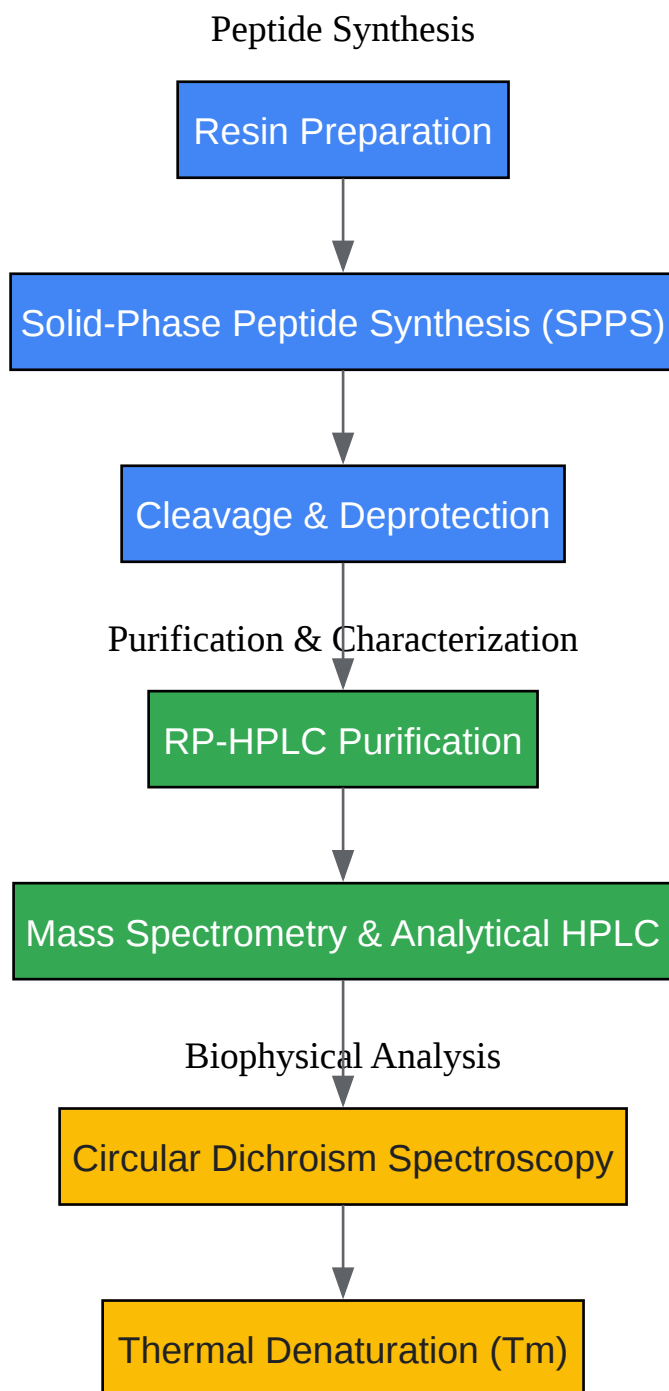 Peptide Synthesis
Resin Preparation
Solid-Phase Peptide Synthesis (SPPS)
Cleavage & Deprotection
Purification & Characterization
RP-HPLC Purification
Mass Spectrometry & Analytical HPLC
Biophysical Analysis
Circular Dichroism Spectroscopy
Thermal Denaturation (Tm)